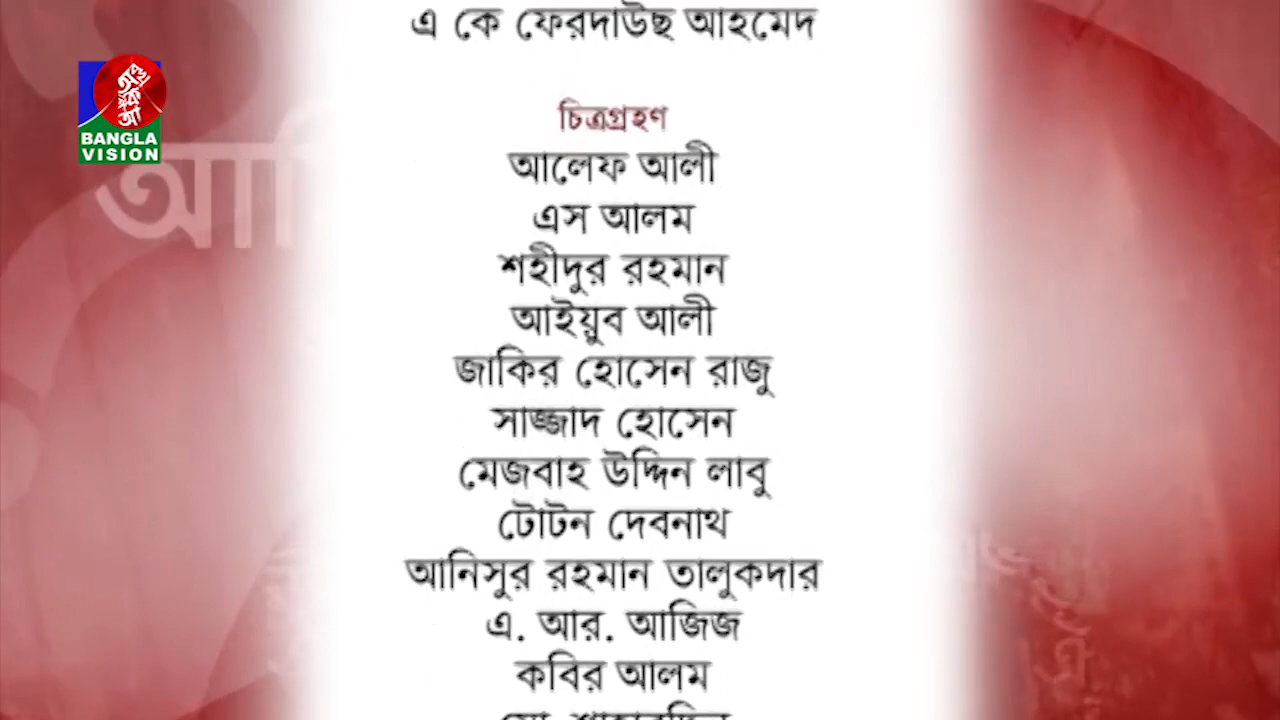 এ কে ফেরদাউছ আহমেদ
BANGLA
VISION
চিত্রগ্রহণ
আলেফ আলী
এস আলম
শহীদুর রহমান
আইয়ুব আলী
জাকির হোসেন রাজু
সাজ্জাদ হোসেন
মেজবাহ উদ্দিন লাবু
টোটন দেবনাথ
আনিসুর রহমান তালুকদার
এ. আর. আজিজ
কবির আলম